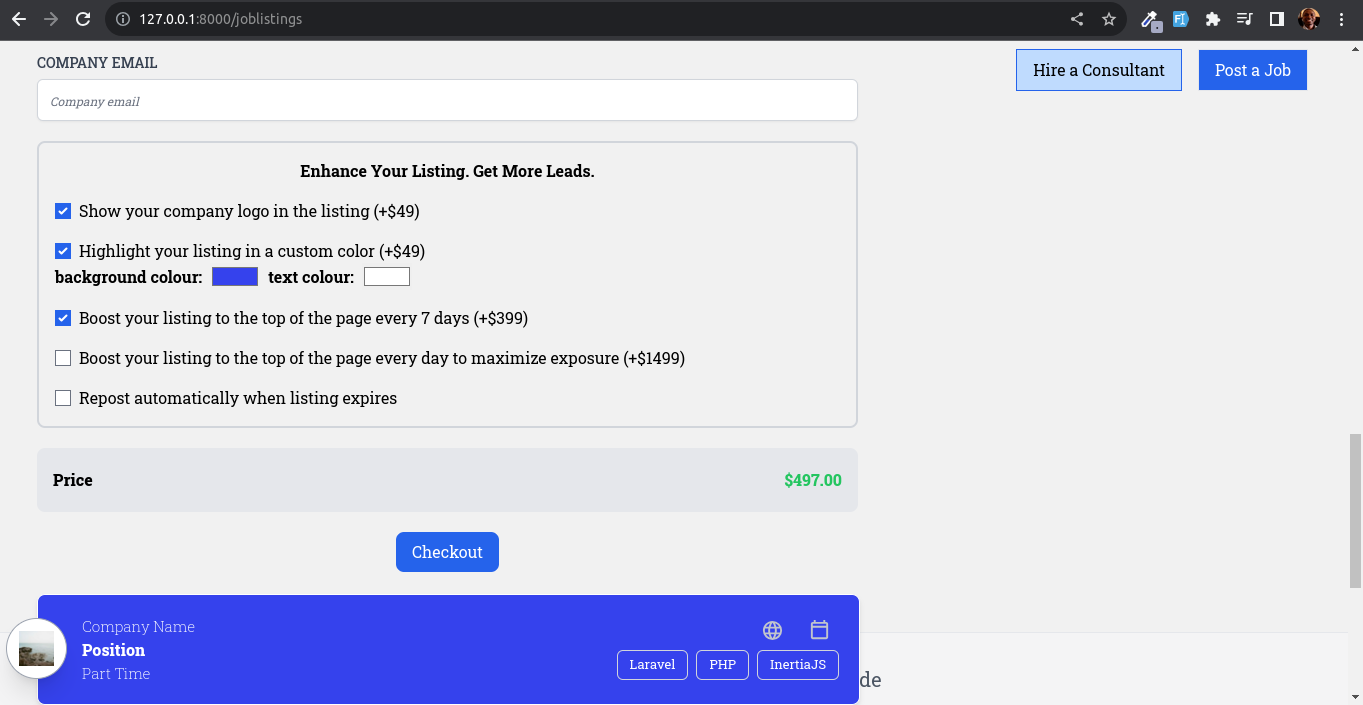 127.0.0.1:8000/joblistings
COMPANY EMAIL
Hire a Consultant
Post a Job
Company email
Enhance Your Listing. Get More Leads.
Show your company logo in the listing (+$49)
Highlight your listing in a custom color (+$49)
background colour: text colour:
Boost your listing to the top of the page every 7 days (+$399)
Boost your listing to the top of the page every day to maximize exposure (+$1499)
Repost automatically when listing expires
Price $497.00
Checkout
Company Name
Position
Part Time
Laravel PHP InertiaJS
de